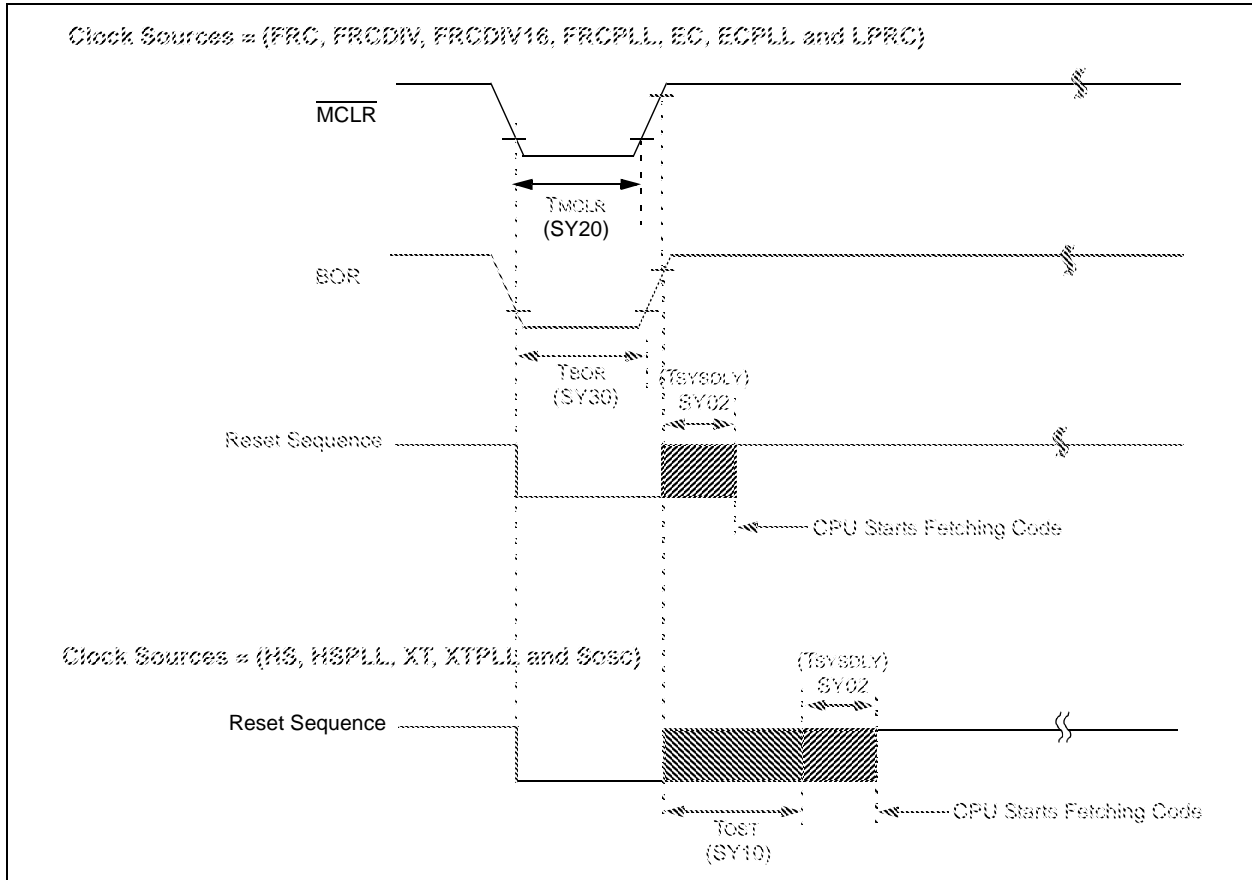 Clock Sources = (FRC, FRCDIV, FRCDIV16, FRCPLL, EC, ECPLL and LPRC)
MCLR
TMCLR
(SY20)
BOR
TBOR
(SY30)
(TSYSDLY)
SY02
Reset Sequence
CPU Starts Fetching Code
Clock Sources = (HS, HSPLL, XT, XTPLL and SOSC)
(TSYSDLY)
SY02
Reset Sequence
CPU Starts Fetching Code
TOST
(SY10)